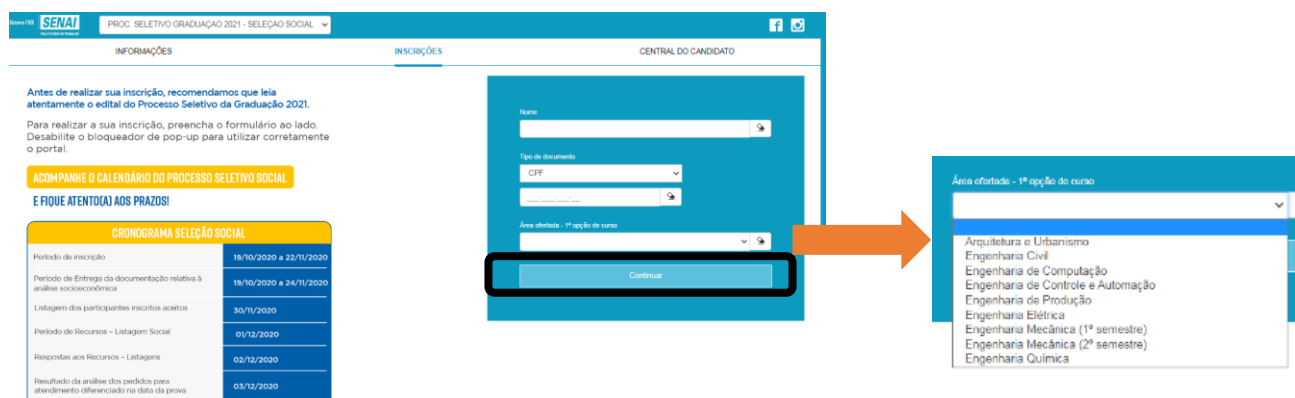 Sistema FIEB SENAI PROC. SELETIVO GRADUAÇAO 2021 - SELEÇAO SOCIAL
INFORMAÇÕES INSCRIÇÕES CENTRAL DO CANDIDATO
Antes de realizar sua inscrição, recomendamos que leia
atentamente o edital do Processo Seletivo da Graduação 2021.
Para realizar a sua inscrição, preencha o formulário ao lado.
Desabilite o bloqueador de pop-up para utilizar corretamente
o portal.
ACOMPANHE O CALENDÁRIO DO PROCESSO SELETIVO SOCIAL
E FIQUE ATENTO(A) AOS PRAZOS!
CRONOGRAMA SELEÇÃO SOCIAL
Período de inscrição 19/10/2020 a 22/11/2020
Período de Entrega da documentação relativa à
análise socioeconômica 19/10/2020 a 24/11/2020
Listagem dos participantes inscritos aceitos 30/11/2020
Período de Recursos – Listagem Social 01/12/2020
Respostas aos Recursos – Listagens 02/12/2020
Resultado da análise dos pedidos para
atendimento diferenciado na data da prova 03/12/2020
Nome
Tipo de documento
CPF
___.___.___-__
Área ofertada - 1ª opção de curso
Continuar
Área ofertada - 1ª opção de curso
Arquitetura e Urbanismo
Engenharia Civil
Engenharia de Computação
Engenharia de Controle e Automação
Engenharia de Produção
Engenharia Elétrica
Engenharia Mecânica (1º semestre)
Engenharia Mecânica (2º semestre)
Engenharia Química